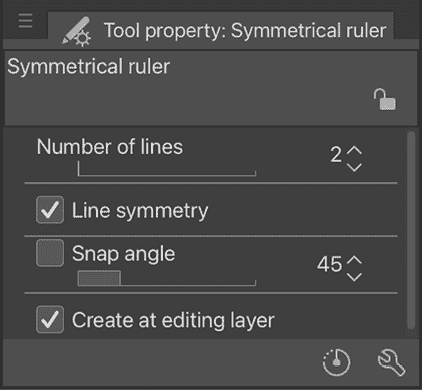 Tool property: Symmetrical ruler
Symmetrical ruler
Number of lines 2
Line symmetry
Snap angle 45
Create at editing layer